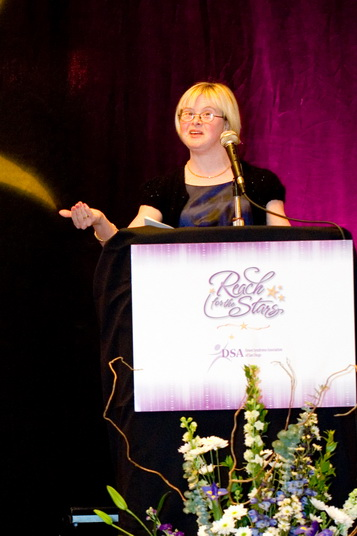 Reach
for the
Stars
DSA